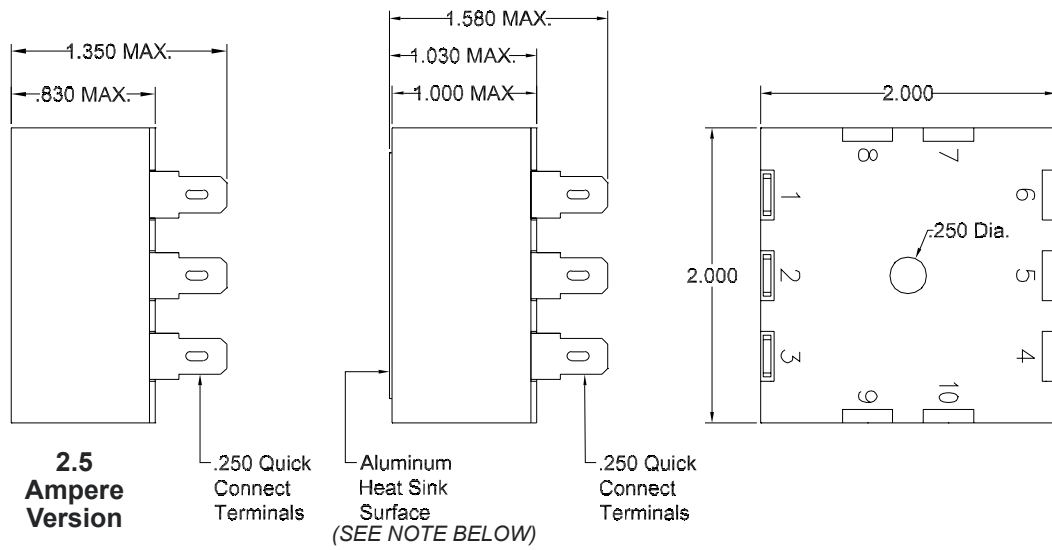 1.350 MAX.
.830 MAX.
2.5
Ampere
Version
.250 Quick
Connect
Terminals
1.580 MAX.
1.030 MAX.
1.000 MAX
Aluminum
Heat Sink
Surface
(SEE NOTE BELOW)
.250 Quick
Connect
Terminals
2.000
2.000
8
7
1
6
.250 Dia.
2
5
3
4
9
10